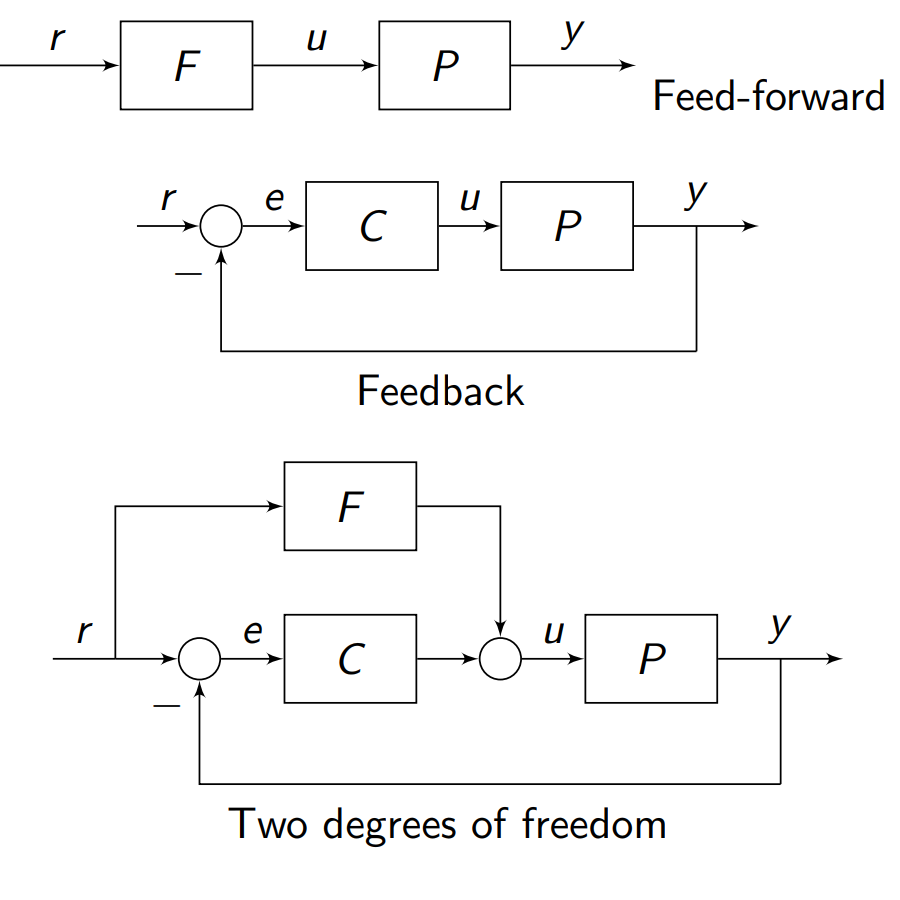 r F u P y
Feed-forward
r e C u P y
–
Feedback
F
r e C u P y
–
Two degrees of freedom